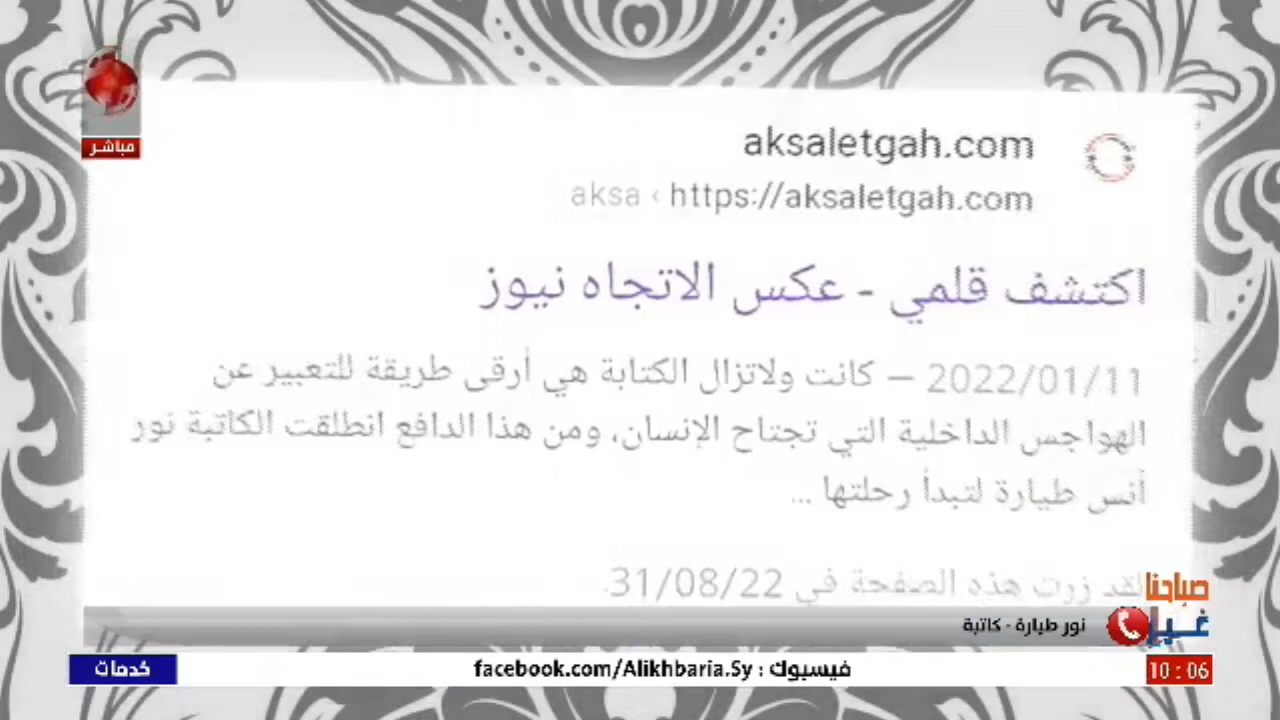 مباشر
aksaletgah.com
https://aksaletgah.com › aksa
اكتشف قلمي - عكس الاتجاه نيوز
2022/01/11 — كانت ولاتزال الكتابة هي أرقى طريقة للتعبير عن
الهواجس الداخلية التي تجتاح الإنسان، ومن هذا الدافع انطلقت الكاتبة نور
أنس طيارة لتبدأ رحلتها ...
لقد زرت هذه الصفحة في 31/08/22.
صباحنا
غير
نور طيارة - كاتبة
10 : 06
فيسبوك : facebook.com/Alikhbaria.Sy
خدمات